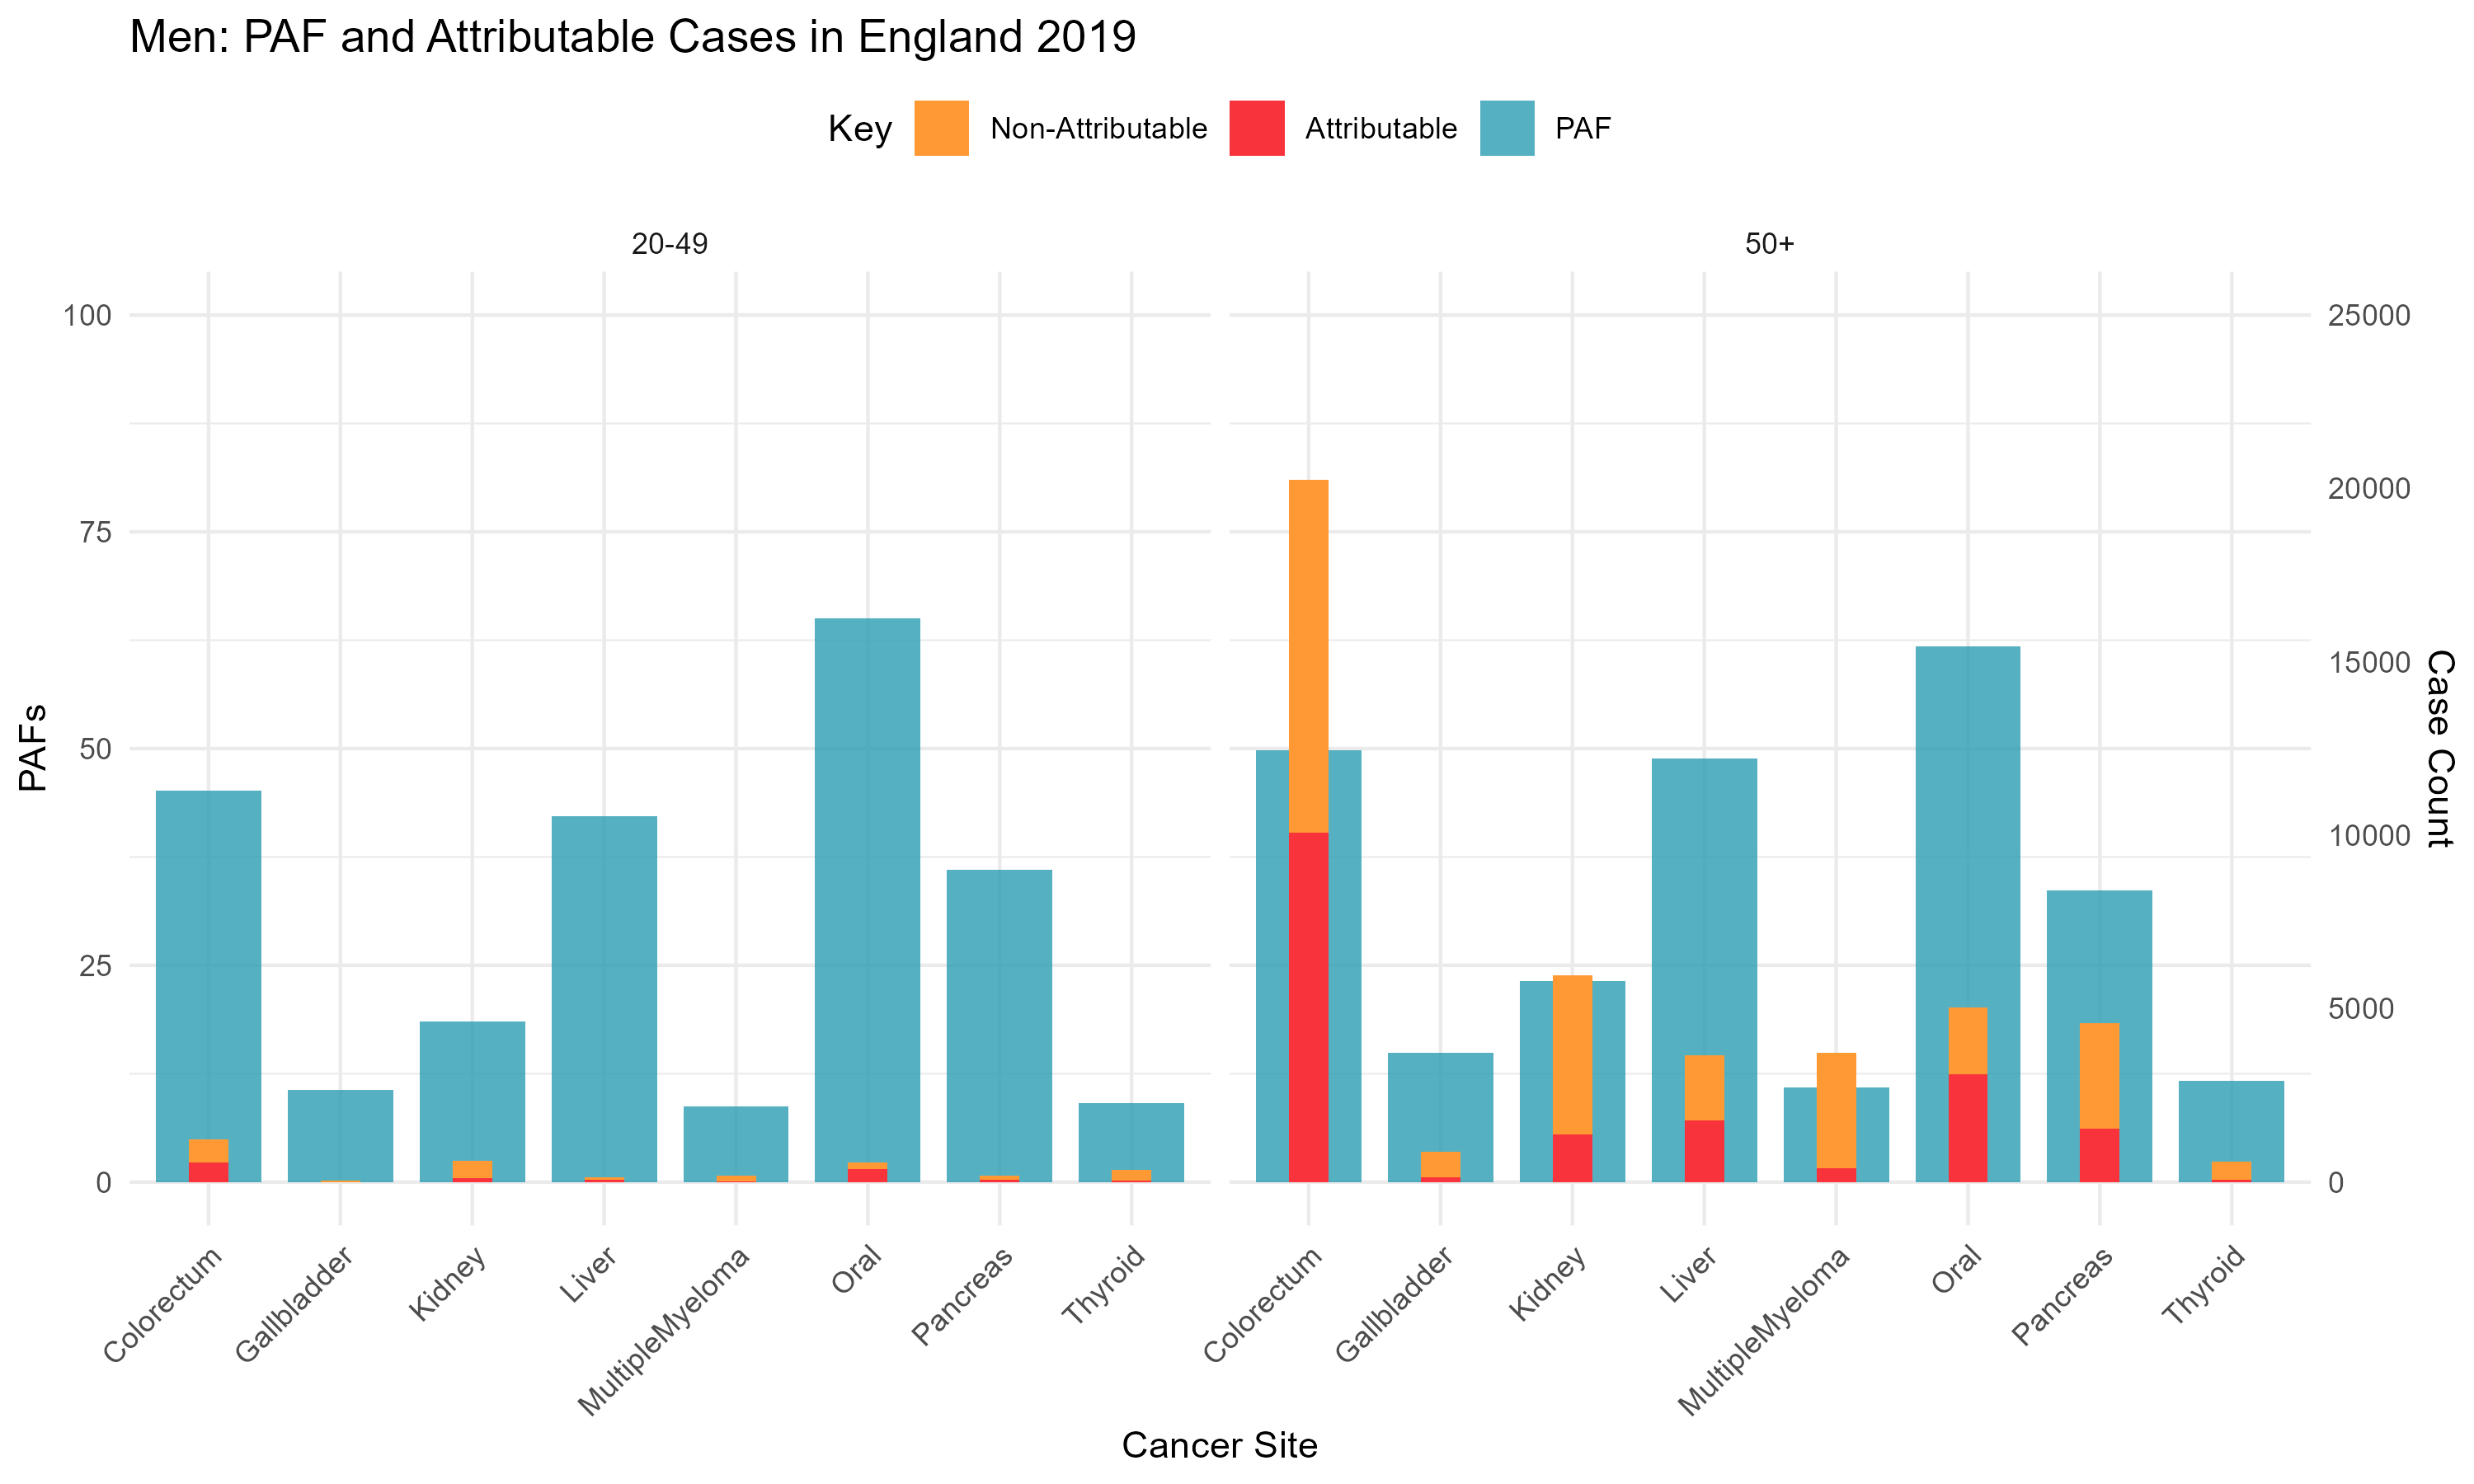 Men: PAF and Attributable Cases in England 2019
Key Non-Attributable Attributable PAF
20-49 50+
100 25000
20000
75
15000
50
10000
25
5000
0 0
PAFs
Case Count
Colorectum Gallbladder Kidney Liver MultipleMyeloma Oral Pancreas Thyroid Colorectum Gallbladder Kidney Liver MultipleMyeloma Oral Pancreas Thyroid
Cancer Site